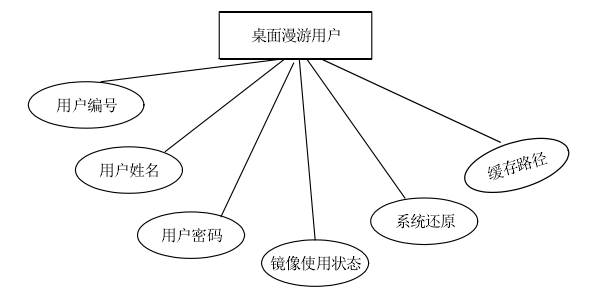 桌面漫游用户
用户编号
用户姓名
用户密码
镜像使用状态
系统还原
缓存路径